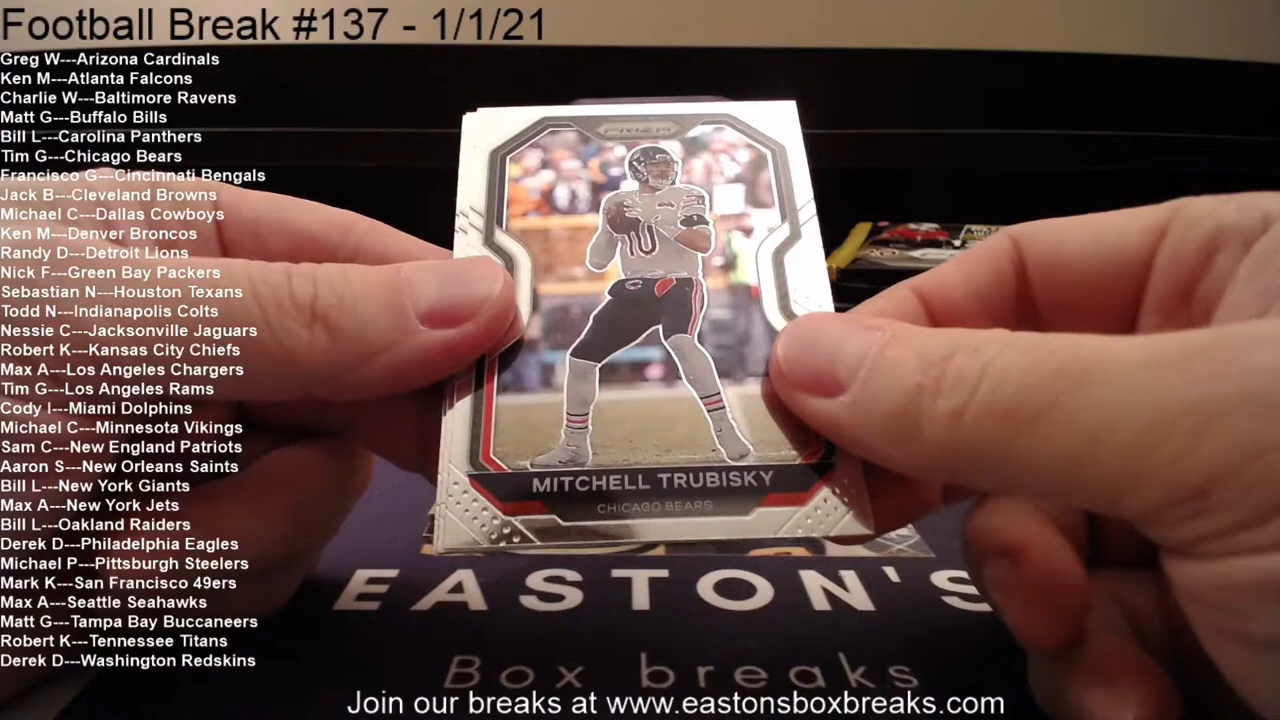 Football Break #137 - 1/1/21
Greg W---Arizona Cardinals
Ken M---Atlanta Falcons
Charlie W---Baltimore Ravens
Matt G---Buffalo Bills
Bill L---Carolina Panthers
Tim G---Chicago Bears
Francisco G---Cincinnati Bengals
Jack B---Cleveland Browns
Michael C---Dallas Cowboys
Ken M---Denver Broncos
Randy D---Detroit Lions
Nick F---Green Bay Packers
Sebastian N---Houston Texans
Todd N---Indianapolis Colts
Nessie C---Jacksonville Jaguars
Robert K---Kansas City Chiefs
Max A---Los Angeles Chargers
Tim G---Los Angeles Rams
Cody I---Miami Dolphins
Michael C---Minnesota Vikings
Sam C---New England Patriots
Aaron S---New Orleans Saints
Bill L---New York Giants
Max A---New York Jets
Bill L---Oakland Raiders
Derek D---Philadelphia Eagles
Michael P---Pittsburgh Steelers
Mark K---San Francisco 49ers
Max A---Seattle Seahawks
Matt G---Tampa Bay Buccaneers
Robert K---Tennessee Titans
Derek D---Washington Redskins
PRIZM
10
MITCHELL TRUBISKY
CHICAGO BEARS
EASTON'S
Box breaks
Join our breaks at www.eastonsboxbreaks.com